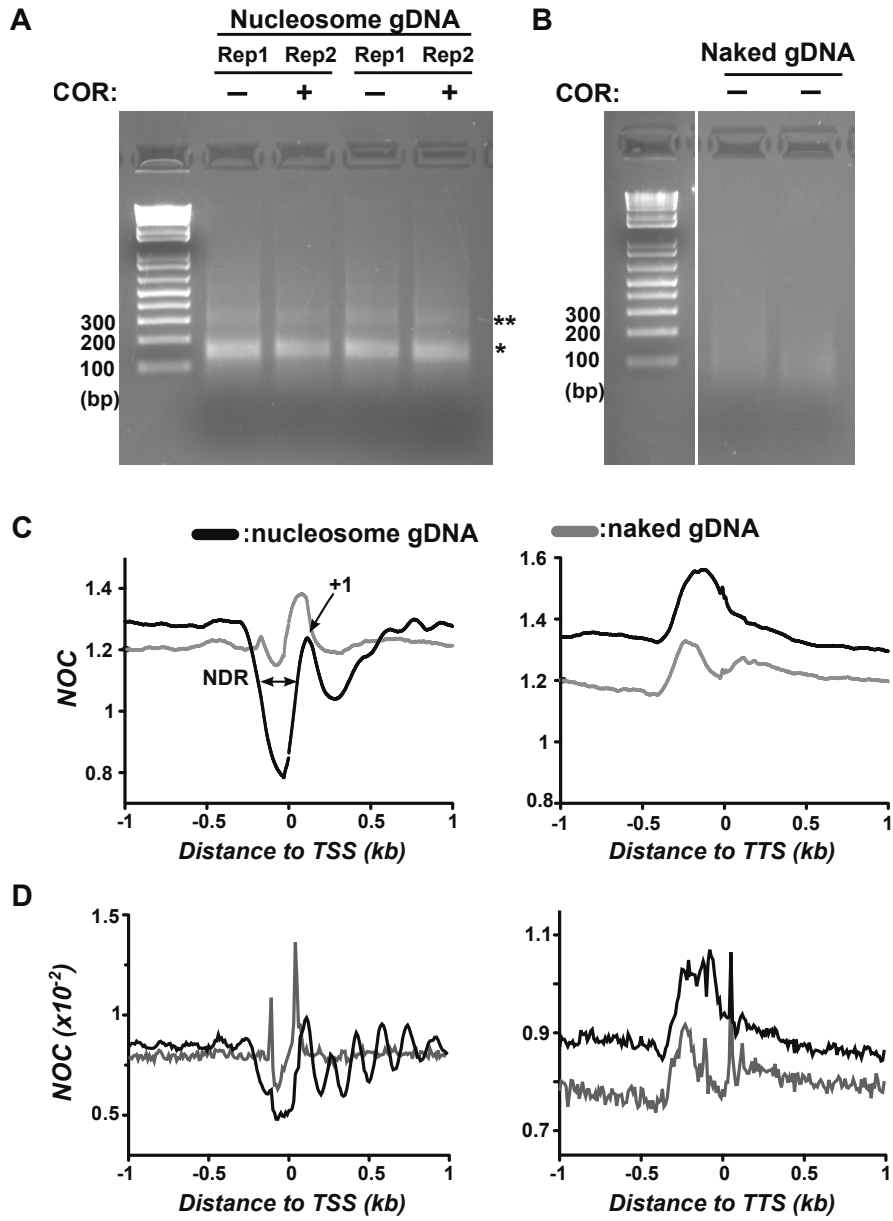 A
Nucleosome gDNA
Rep1 Rep2 Rep1 Rep2
COR: − + − +
300
200
100
(bp)
**
*
B
Naked gDNA
COR: − −
300
200
100
(bp)
C
:nucleosome gDNA :naked gDNA
NOC
1.4
1.2
1
0.8
+1
NDR
-1 -0.5 0 0.5 1
Distance to TSS (kb)
1.6
1.4
1.2
1
0.8
-1 -0.5 0 0.5 1
Distance to TTS (kb)
D
NOC (x10-2)
1.5
1
0.5
-1 -0.5 0 0.5 1
Distance to TSS (kb)
1.1
0.9
0.7
-1 -0.5 0 0.5 1
Distance to TTS (kb)